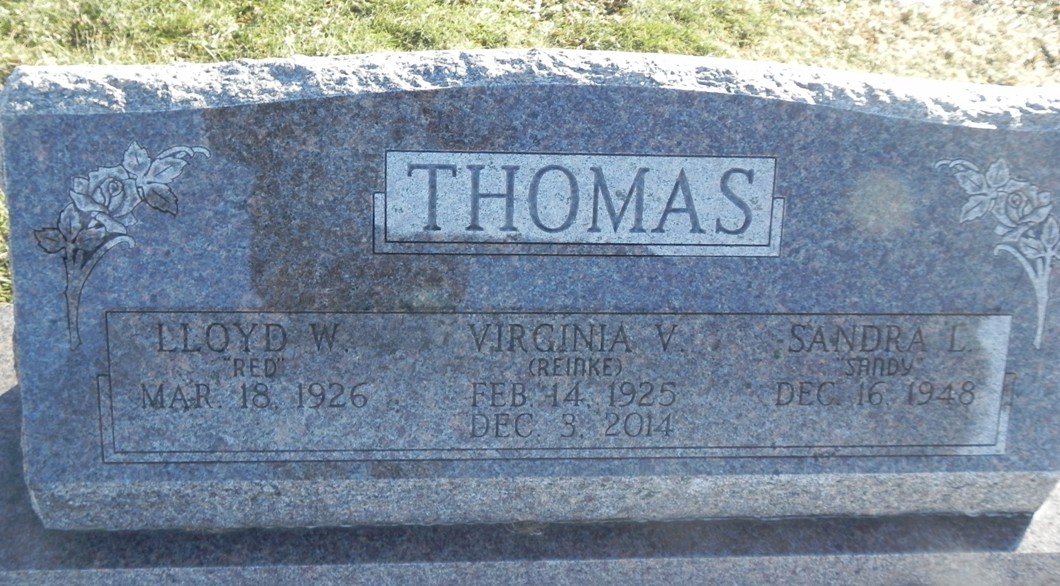 THOMAS
LLOYD W.
"RED"
MAR. 18, 1926
VIRGINIA V.
(REINKE)
FEB. 14, 1925
DEC. 3, 2014
SANDRA L.
"SANDY"
DEC. 16, 1948